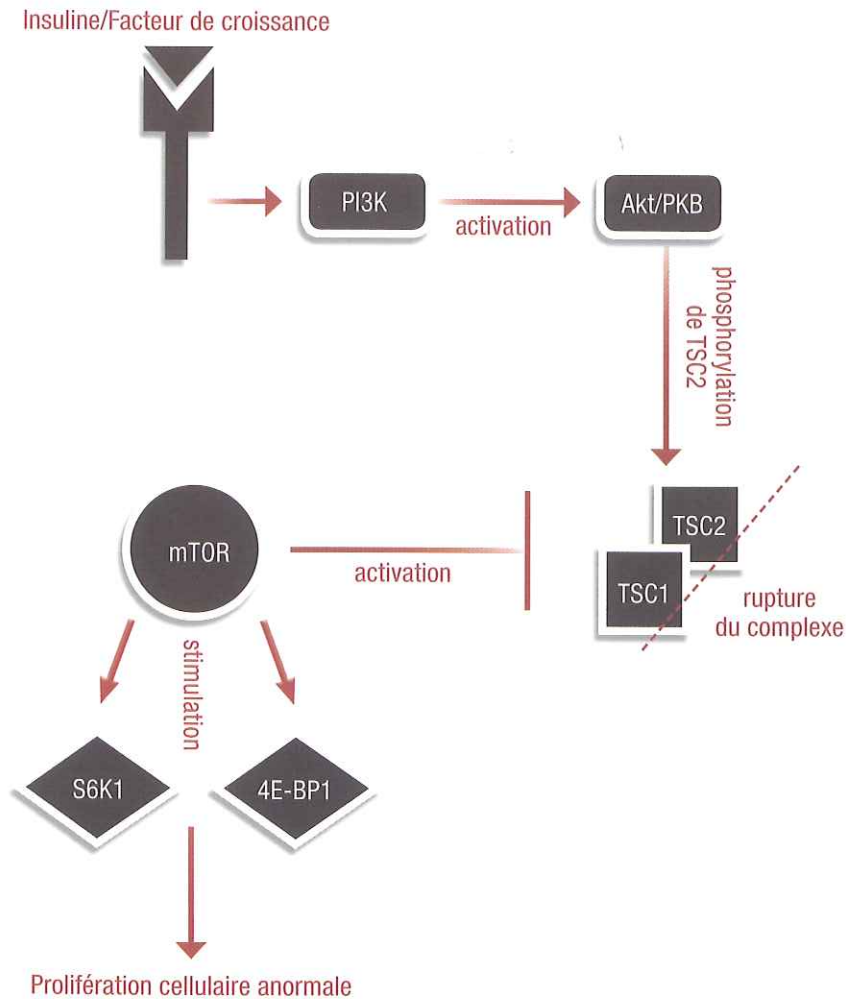 Insuline/Facteur de croissance
PI3K
activation
Akt/PKB
phosphorylation
de TSC2
TSC2
TSC1
rupture
du complexe
mTOR
activation
stimulation
S6K1
4E-BP1
Prolifération cellulaire anormale